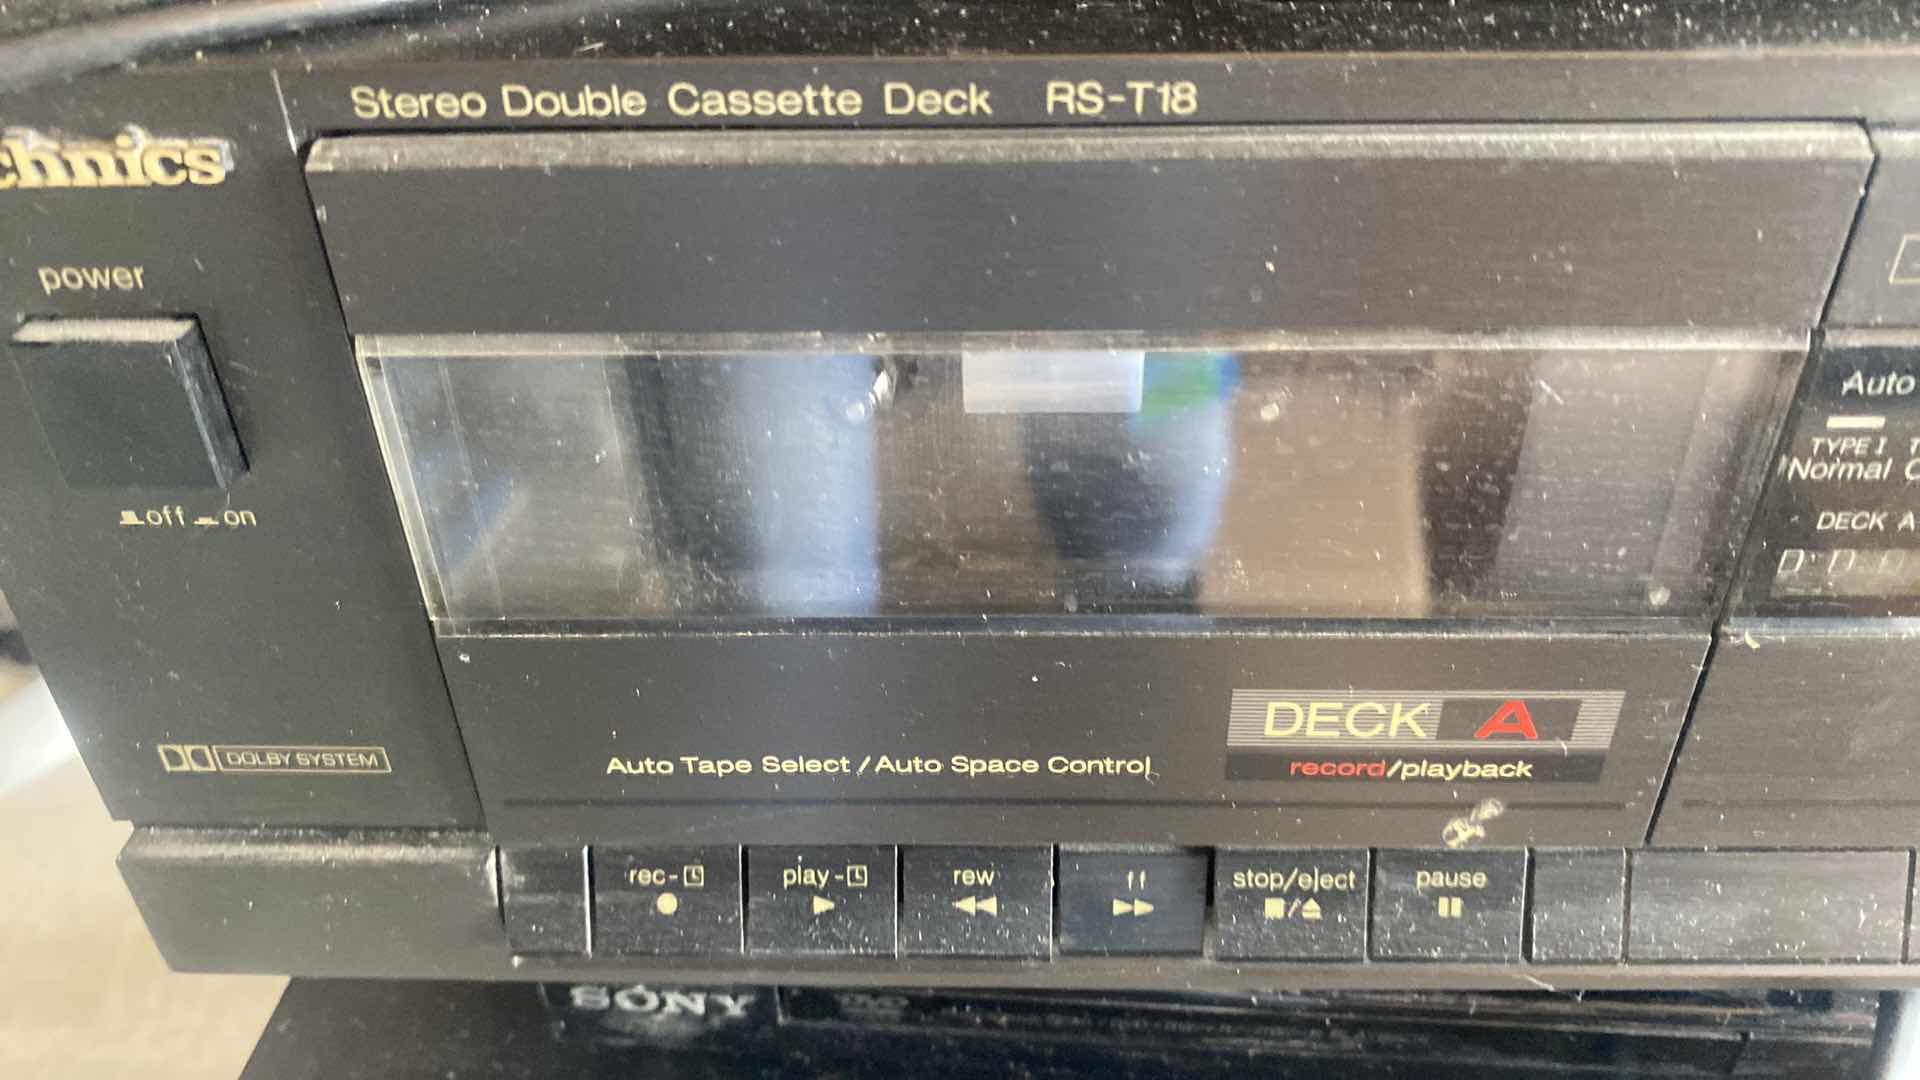 Stereo Double Cassette Deck RS-T18
chnics
power
off on
DOLBY SYSTEM
Auto
TYPE I
Normal
DECK A
DECK A
record/playback
Auto Tape Select / Auto Space Control
rec-
play-
rew
ff
stop/eject
pause
SONY